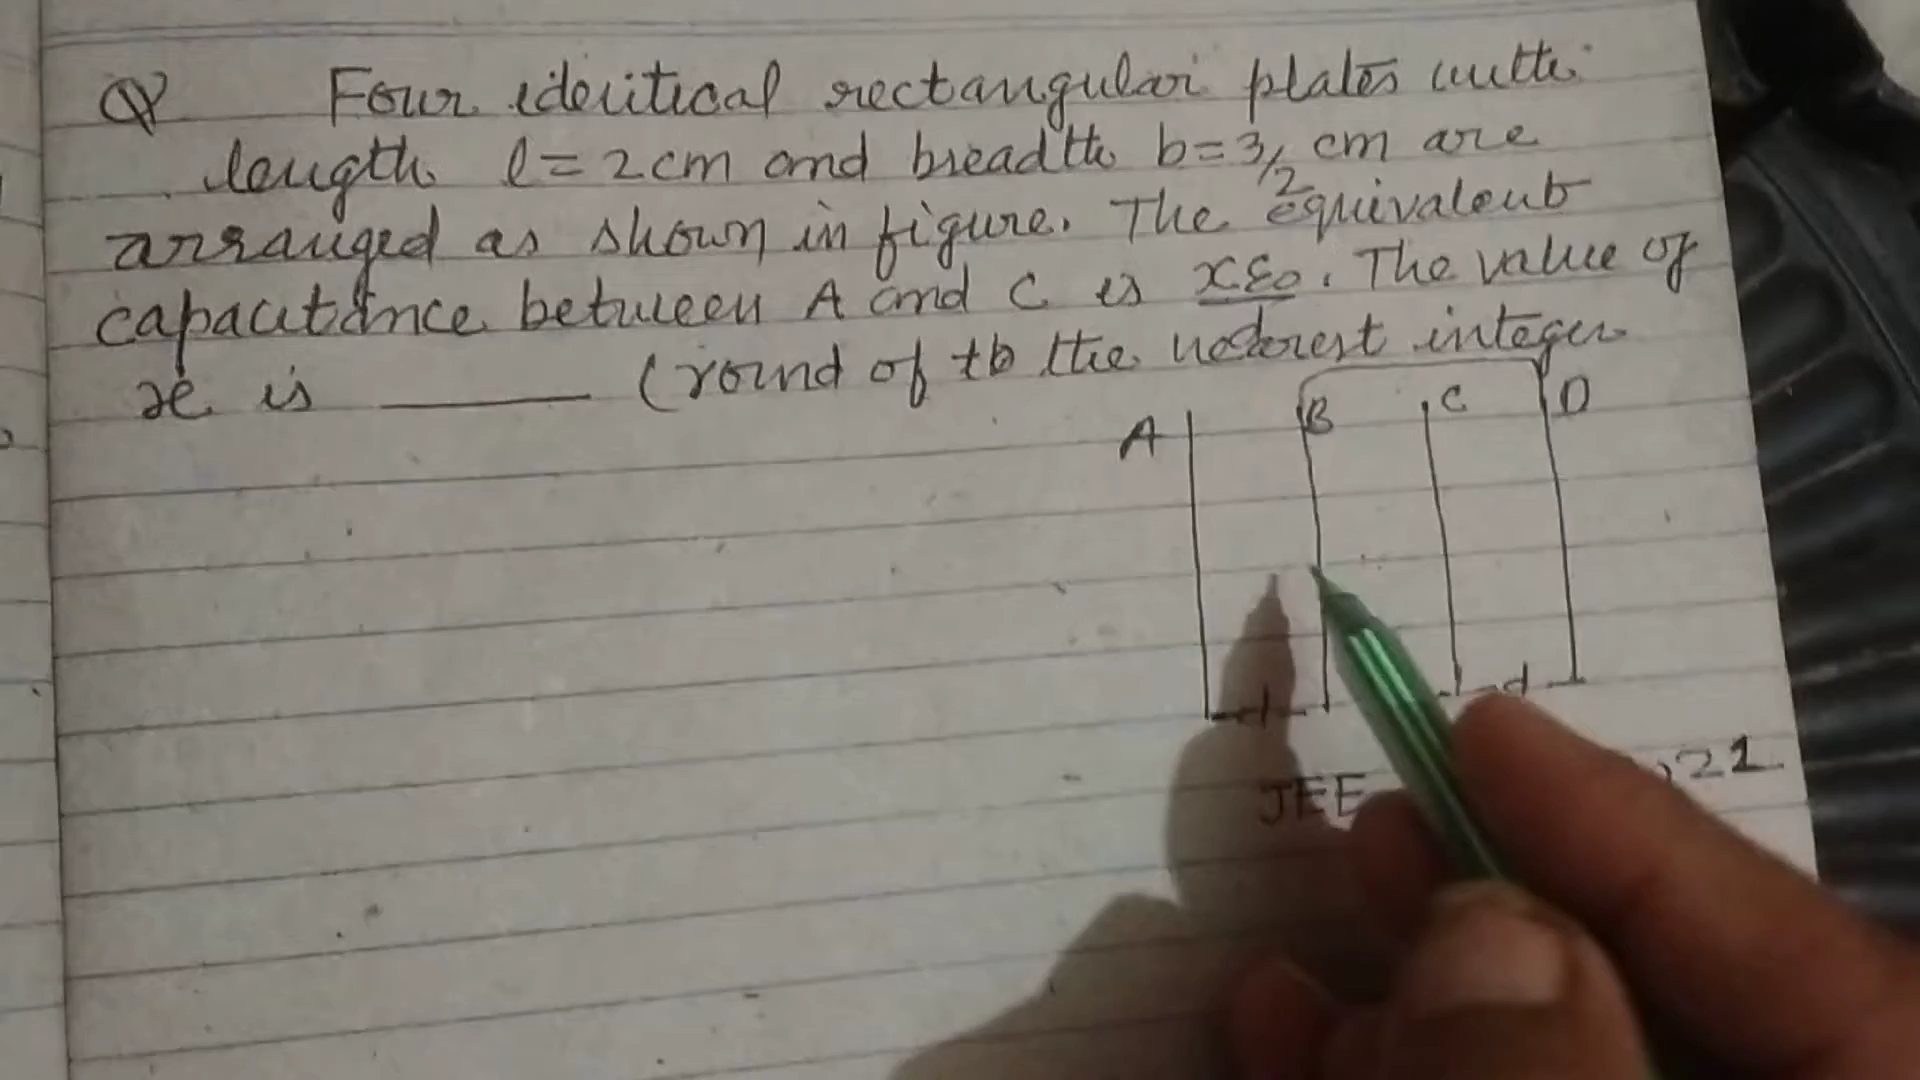 Q Four identical rectangular plates with
length l = 2cm and breadth b = 3/2 cm are
arranged as shown in figure. The equivalent
capacitance between A and C is xε₀. The value of
x is ______ (round of to the nearest integer
A B C D
d d
JEE 21